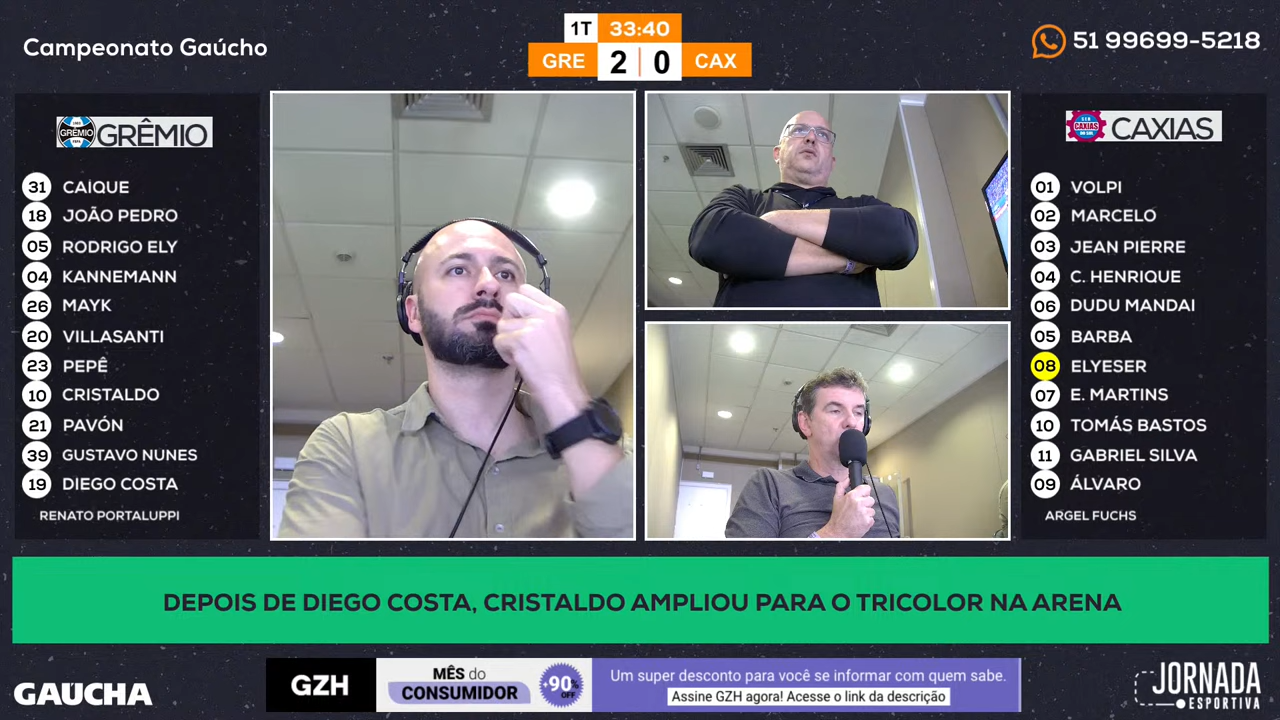 Campeonato Gaúcho
1T 33:40
GRE 2 0 CAX
51 99699-5218
GRÊMIO
GRÊMIO
31 CAIQUE
18 JOÃO PEDRO
05 RODRIGO ELY
04 KANNEMANN
26 MAYK
20 VILLASANTI
23 PEPÊ
10 CRISTALDO
21 PAVÓN
39 GUSTAVO NUNES
19 DIEGO COSTA
RENATO PORTALUPPI
CAXIAS
CAXIAS
01 VOLPI
02 MARCELO
03 JEAN PIERRE
04 C. HENRIQUE
06 DUDU MANDAI
05 BARBA
08 ELYESER
07 E. MARTINS
10 TOMÁS BASTOS
11 GABRIEL SILVA
09 ÁLVARO
ARGEL FUCHS
DEPOIS DE DIEGO COSTA, CRISTALDO AMPLIOU PARA O TRICOLOR NA ARENA
GAÚCHA
GZH
MÊS do
CONSUMIDOR
90%
OFF
Um super desconto para você se informar com quem sabe.
Assine GZH agora! Acesse o link da descrição
JORNADA
ESPORTIVA